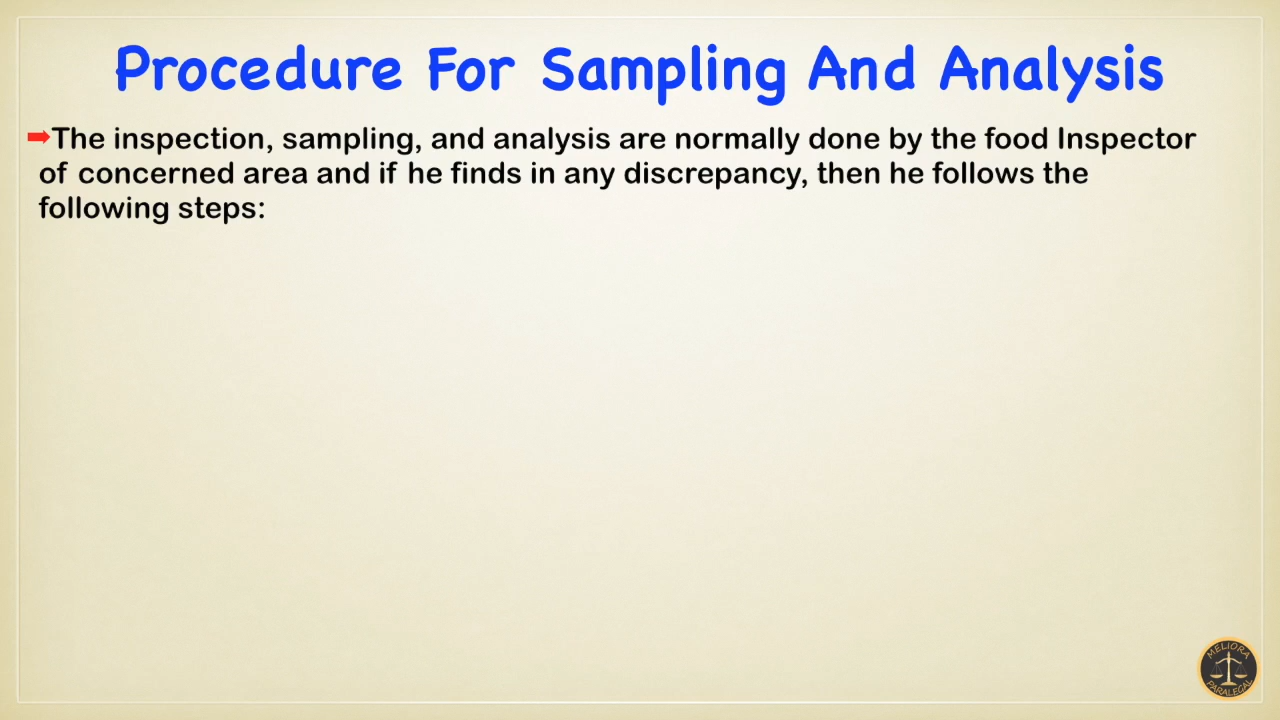 Procedure For Sampling And Analysis
➡The inspection, sampling, and analysis are normally done by the food Inspector
of concerned area and if he finds in any discrepancy, then he follows the
following steps:
MELIORA
PARALEGAL